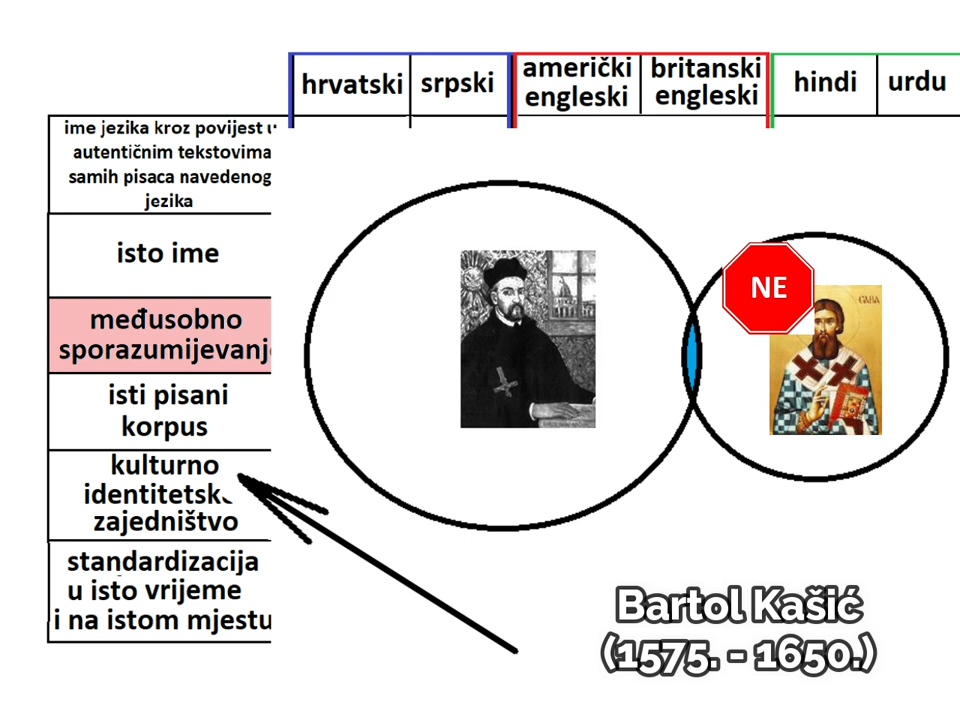 hrvatski srpski američki engleski britanski engleski hindi urdu
ime jezika kroz povijest u
autentičnim tekstovima
samih pisaca navedenog
jezika
isto ime
međusobno
sporazumijevanje
isti pisani
korpus
kulturno
identitetsko
zajedništvo
standardizacija
u isto vrijeme
i na istom mjestu
NE
САВА
Bartol Kašić
(1575. - 1650.)